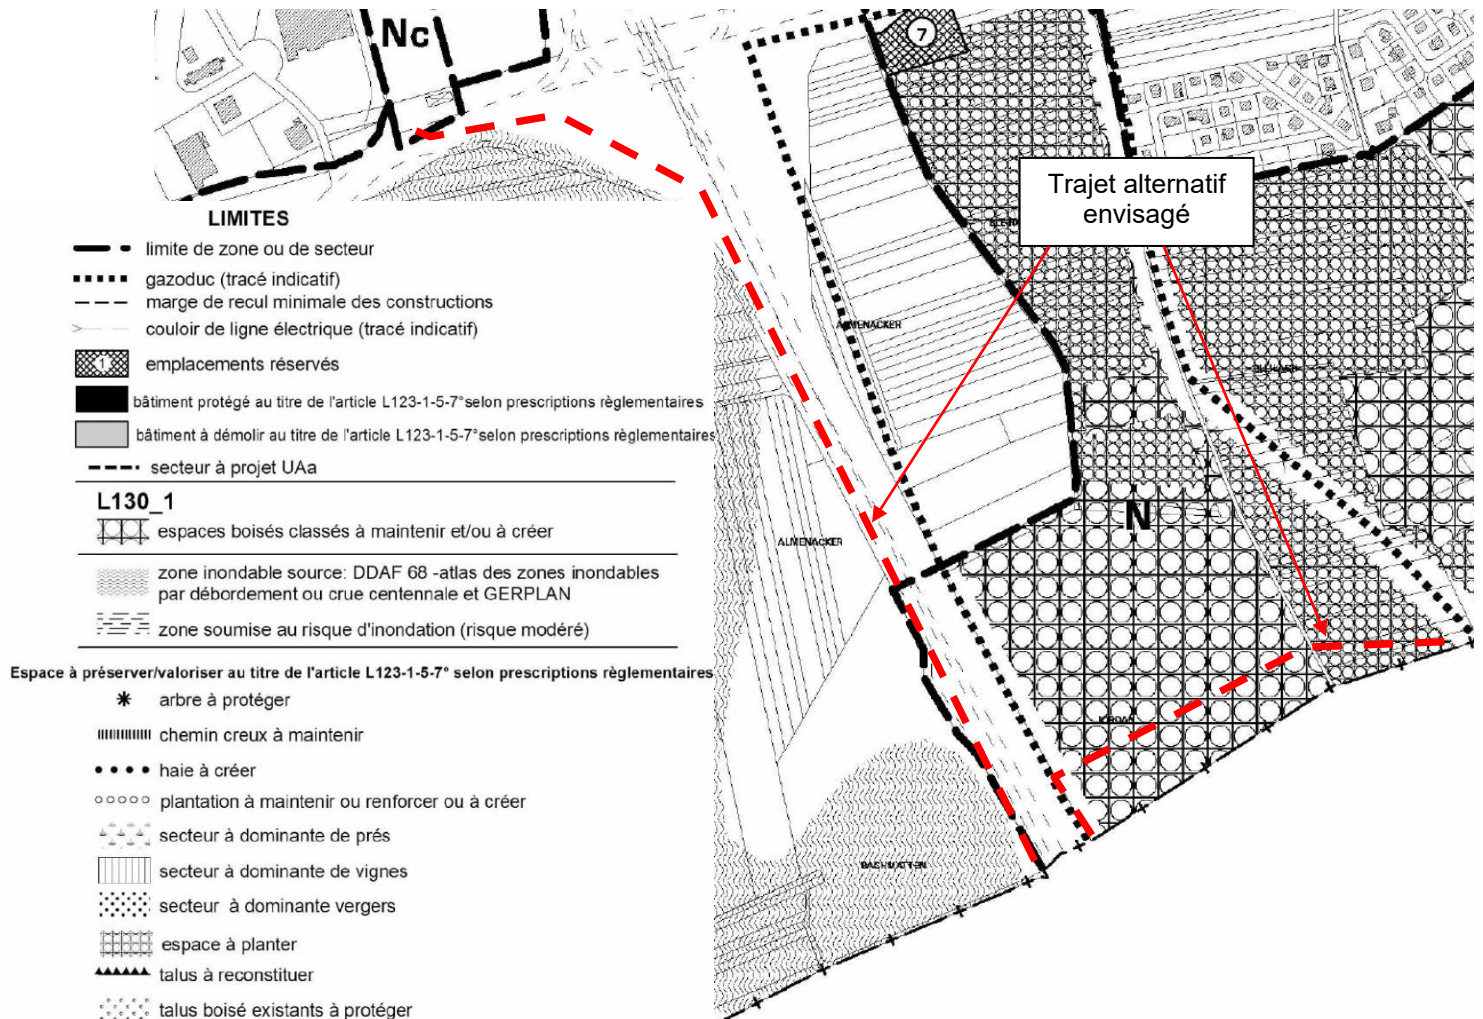 Nc
7
Trajet alternatif
envisagé
LIMITES
limite de zone ou de secteur
gazoduc (tracé indicatif)
marge de recul minimale des constructions
couloir de ligne électrique (tracé indicatif)
1
emplacements réservés
bâtiment protégé au titre de l'article L123-1-5-7°selon prescriptions règlementaires
bâtiment à démolir au titre de l'article L123-1-5-7°selon prescriptions règlementaires
secteur à projet UAa
L130_1
espaces boisés classés à maintenir et/ou à créer
zone inondable source: DDAF 68 -atlas des zones inondables
par débordement ou crue centennale et GERPLAN
zone soumise au risque d'inondation (risque modéré)
Espace à préserver/valoriser au titre de l'article L123-1-5-7° selon prescriptions règlementaires
arbre à protéger
chemin creux à maintenir
haie à créer
plantation à maintenir ou renforcer ou à créer
secteur à dominante de prés
secteur à dominante de vignes
secteur à dominante vergers
espace à planter
talus à reconstituer
talus boisé existants à protéger
ALMENACKER
ALMENACKER
N
BACHMATTEN